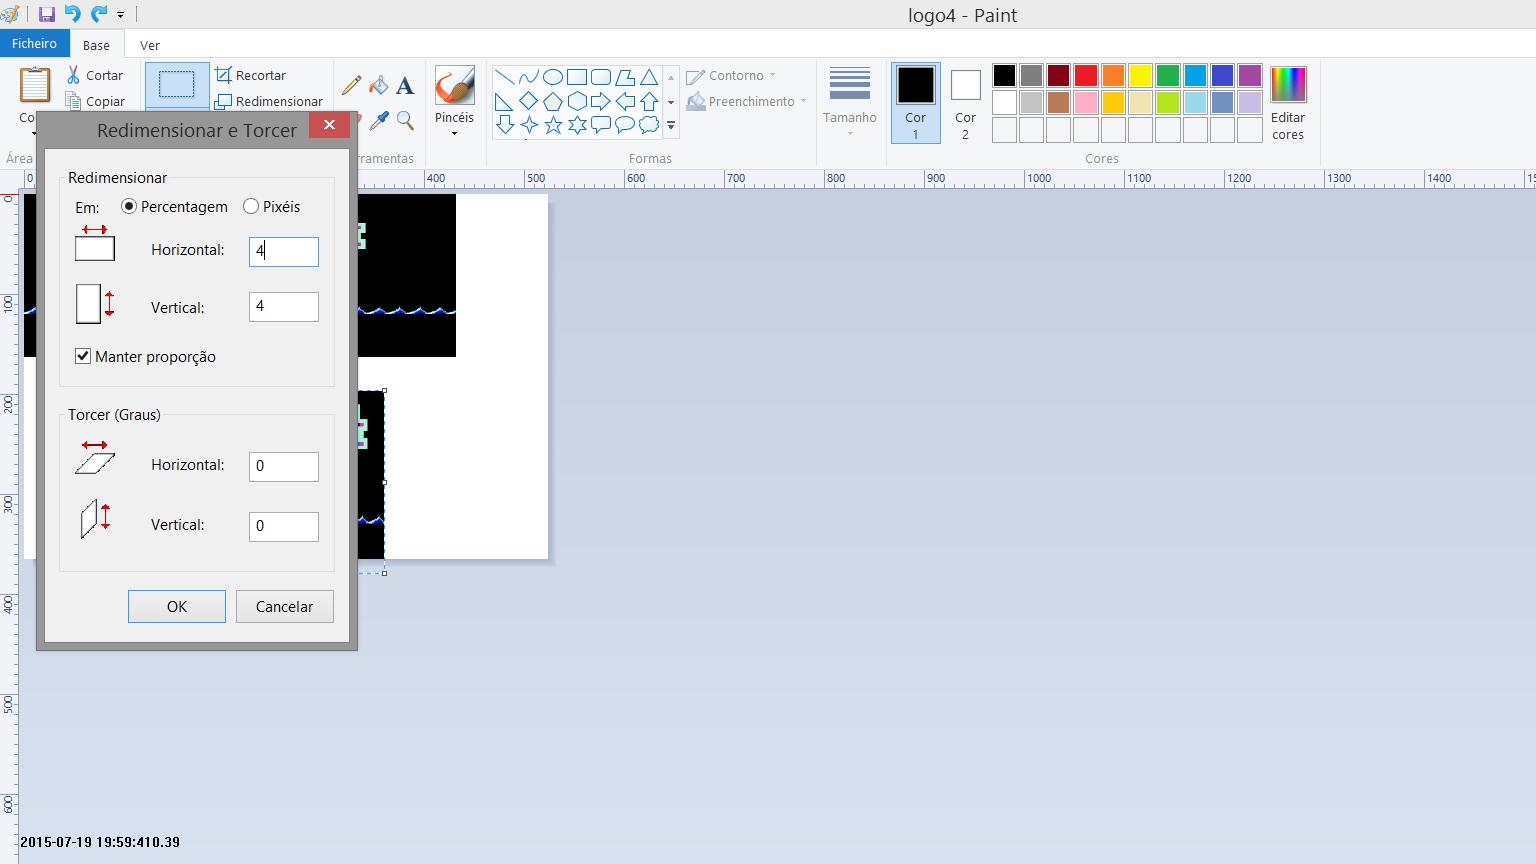 logo4 - Paint
Ficheiro Base Ver
Cortar
Copiar
Co
Recortar
Redimensionar
A
Pincéis
Contorno
Preenchimento
Tamanho
Cor
1
Cor
2
Editar
cores
Área
rramentas
Formas
Cores
0 400 500 600 700 800 900 1000 1100 1200 1300 1400 15
0
100
200
300
400
500
600
Redimensionar e Torcer
Redimensionar
Em: Percentagem Pixéis
Horizontal: 4
Vertical: 4
Manter proporção
Torcer (Graus)
Horizontal: 0
Vertical: 0
OK Cancelar
2015-07-19 19:59:410.39